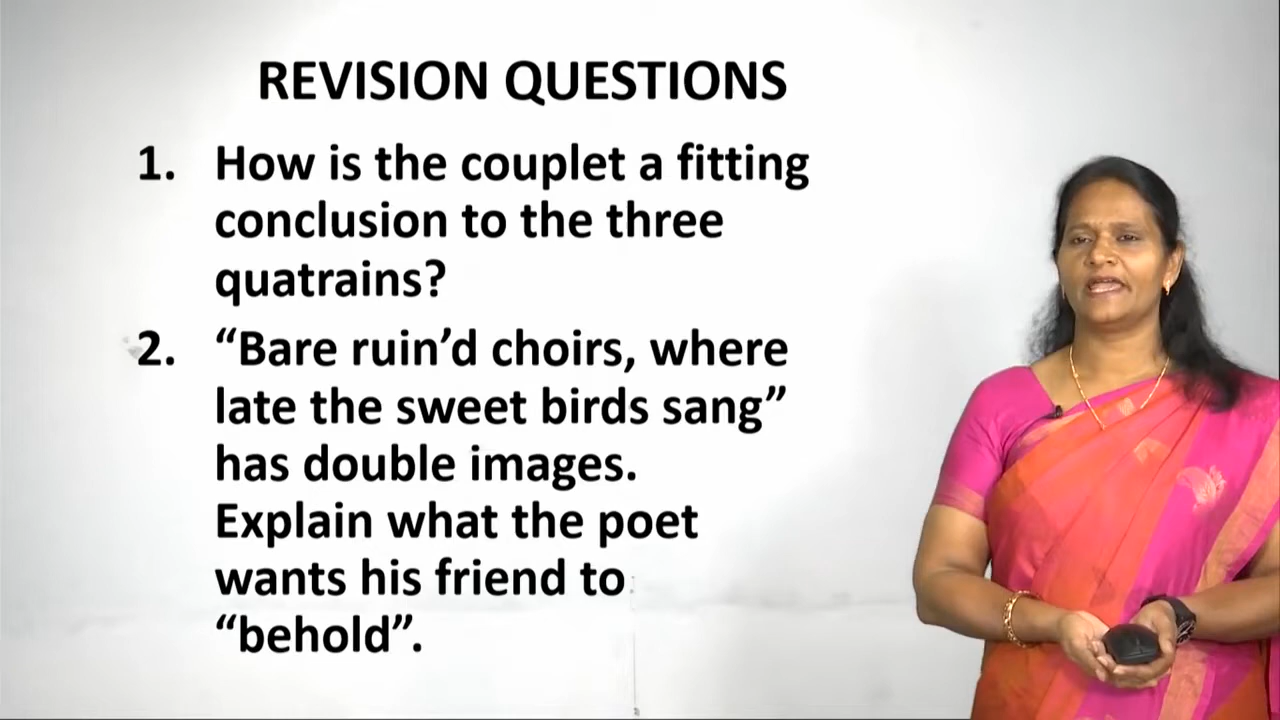 REVISION QUESTIONS
1. How is the couplet a fitting
conclusion to the three
quatrains?
2. “Bare ruin’d choirs, where
late the sweet birds sang”
has double images.
Explain what the poet
wants his friend to
“behold”.